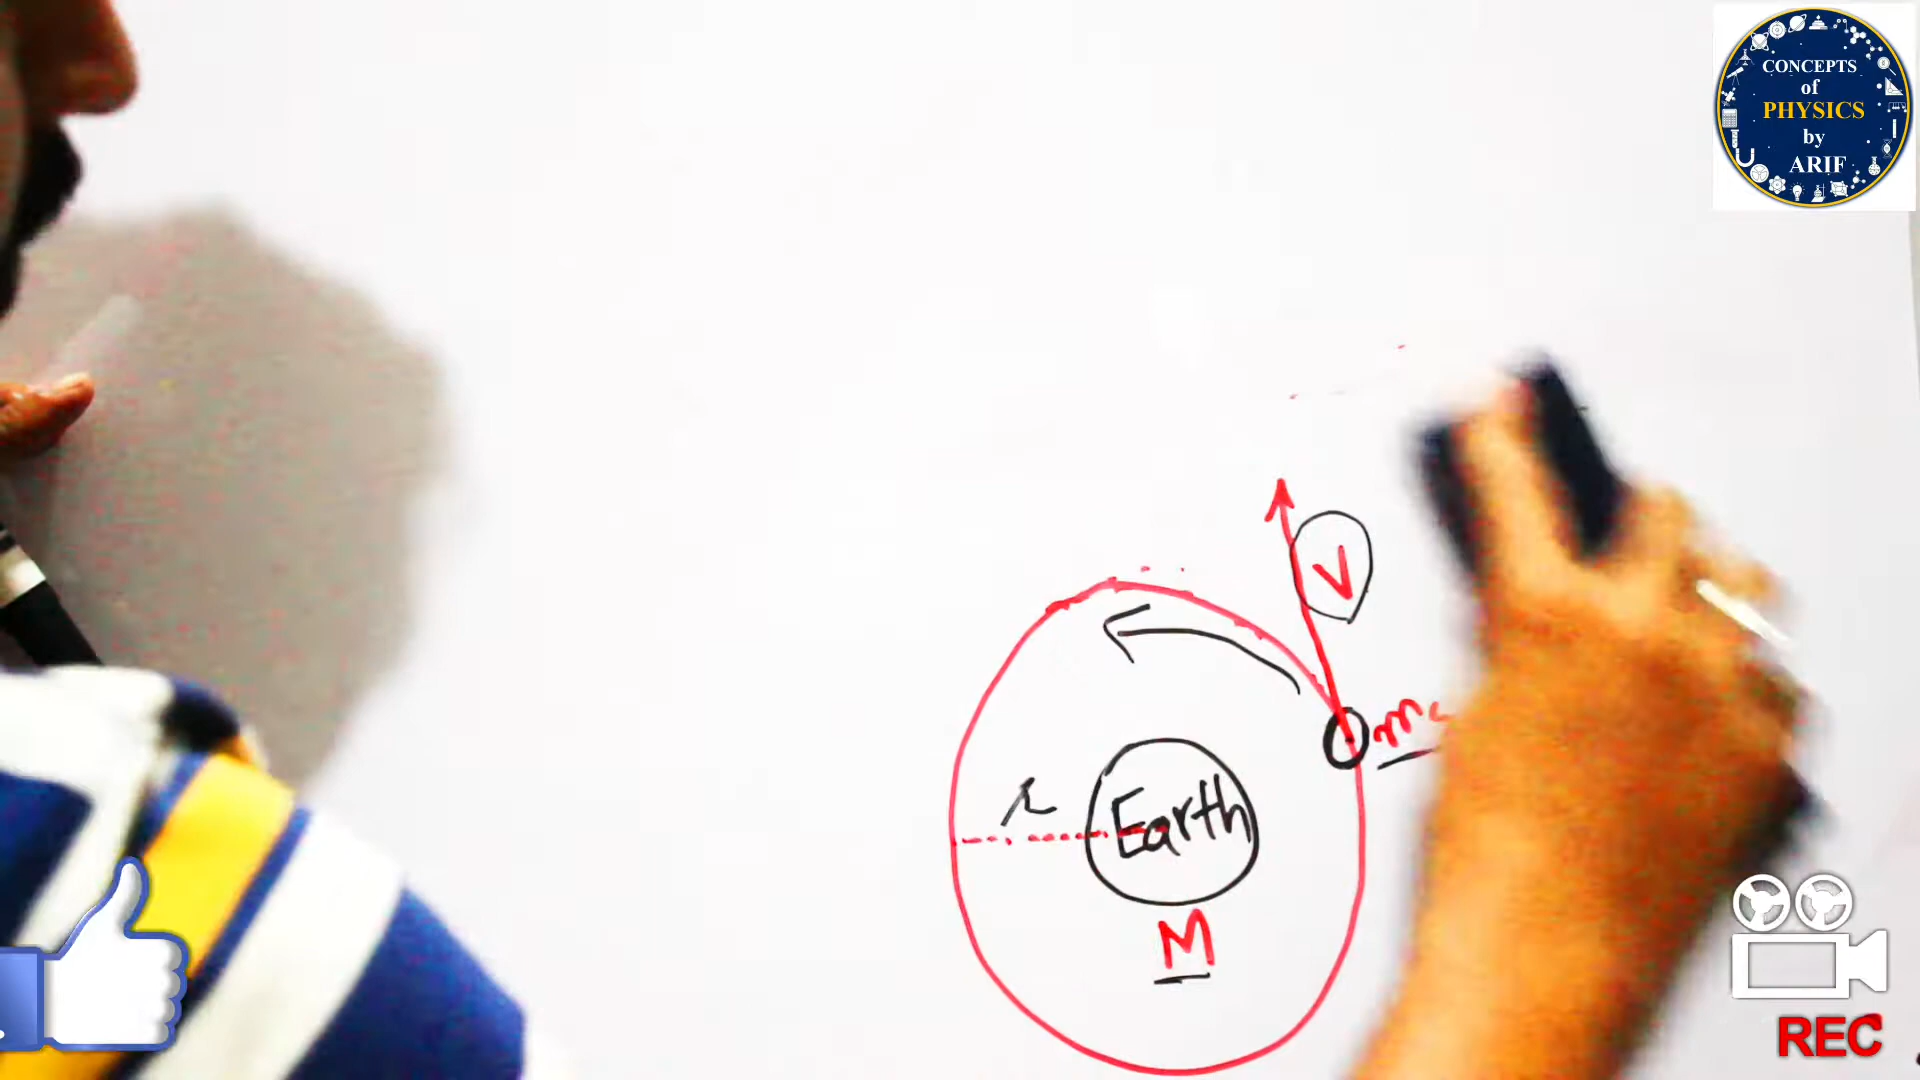 CONCEPTS
of
PHYSICS
by
ARIF
V
r
Earth
M
REC